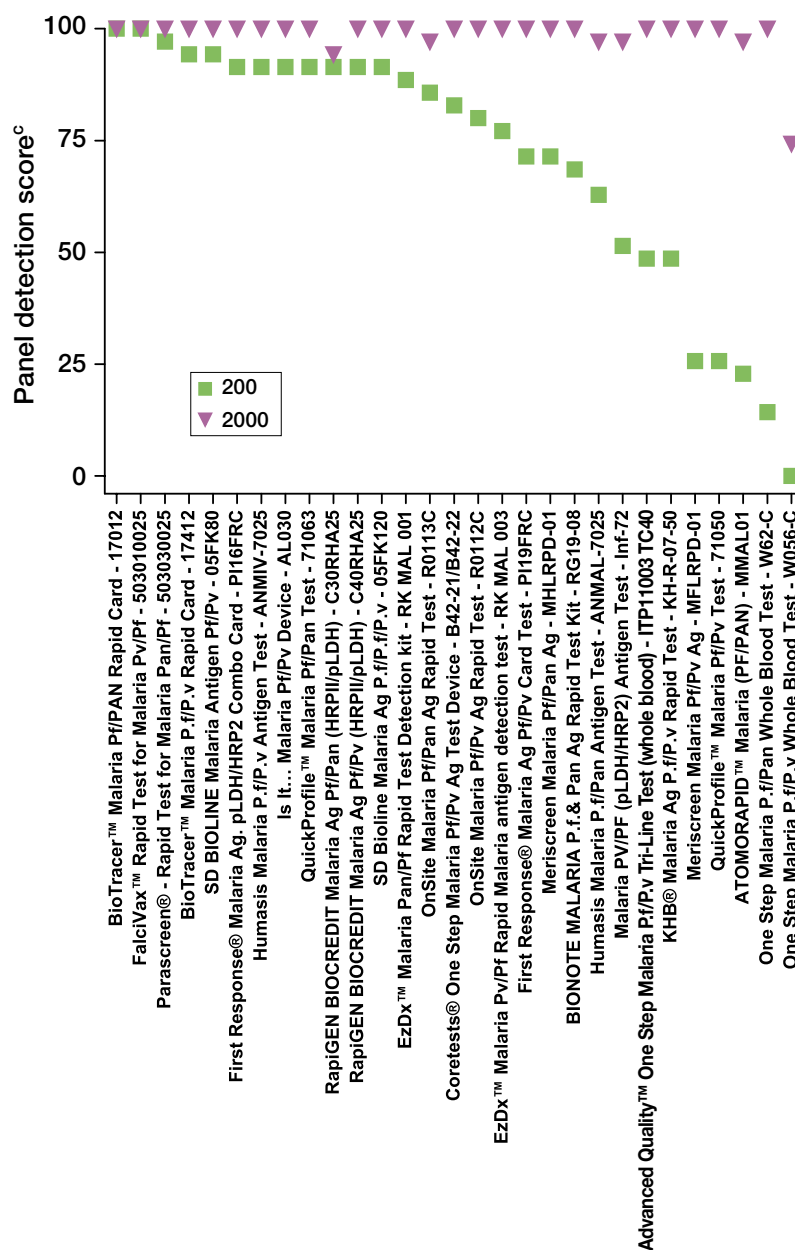 100
75
50
25
0
Panel detection scorec
200
2000
BioTracer™ Malaria Pf/PAN Rapid Card - 17012
FalciVax™ Rapid Test for Malaria Pv/Pf - 503010025
Parascreen® - Rapid Test for Malaria Pan/Pf - 503030025
BioTracer™ Malaria P.f/P.v Rapid Card - 17412
SD BIOLINE Malaria Antigen Pf/Pv - 05FK80
First Response® Malaria Ag. pLDH/HRP2 Combo Card - PI16FRC
Humasis Malaria P.f/P.v Antigen Test - ANMIV-7025
Is It... Malaria Pf/Pv Device - AL030
QuickProfile™ Malaria Pf/Pan Test - 71063
RapiGEN BIOCREDIT Malaria Ag Pf/Pan (HRPII/pLDH) - C30RHA25
RapiGEN BIOCREDIT Malaria Ag Pf/Pv (HRPII/pLDH) - C40RHA25
SD Bioline Malaria Ag P.f/P.f/P.v - 05FK120
EzDx™ Malaria Pan/Pf Rapid Test Detection kit - RK MAL 001
OnSite Malaria Pf/Pan Ag Rapid Test - R0113C
Coretests® One Step Malaria Pf/Pv Ag Test Device - B42-21/B42-22
OnSite Malaria Pf/Pv Ag Rapid Test - R0112C
EzDx™ Malaria Pv/Pf Rapid Malaria antigen detection test - RK MAL 003
First Response® Malaria Ag Pf/Pv Card Test - PI19FRC
Meriscreen Malaria Pf/Pan Ag - MHLRPD-01
BIONOTE MALARIA P.f.& Pan Ag Rapid Test Kit - RG19-08
Humasis Malaria P.f/Pan Antigen Test - ANMAL-7025
Malaria PV/PF (pLDH/HRP2) Antigen Test - Inf-72
Advanced Quality™ One Step Malaria P.f/P.v Tri-Line Test (whole blood) - ITP11003 TC40
KHB® Malaria Ag P.f/P.v Rapid Test - KH-R-07-50
Meriscreen Malaria Pf/Pv Ag - MFLRPD-01
QuickProfile™ Malaria Pf/Pv Test - 71050
ATOMORAPID™ Malaria (PF/PAN) - MMAL01
One Step Malaria P.f/Pan Whole Blood Test - W62-C
One Step Malaria P.f/P.v Whole Blood Test - W056-C